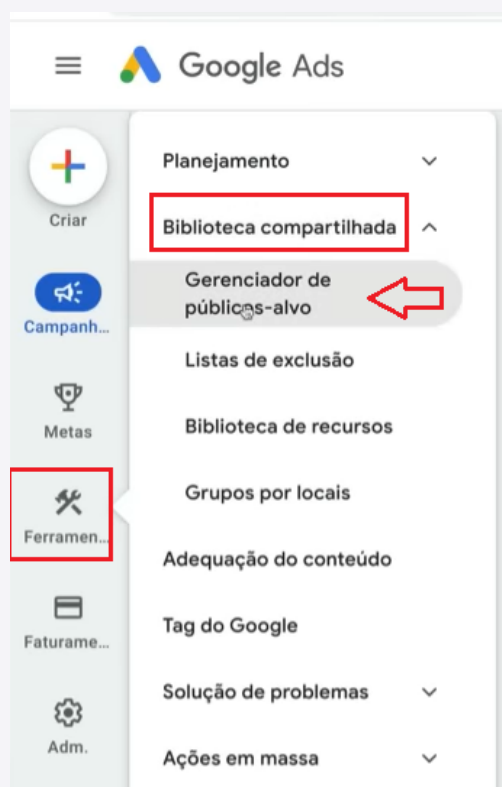 Google Ads
Criar
Campanh...
Metas
Ferramen...
Faturame...
Adm.
Planejamento
Biblioteca compartilhada
Gerenciador de
públicos-alvo
Listas de exclusão
Biblioteca de recursos
Grupos por locais
Adequação do conteúdo
Tag do Google
Solução de problemas
Ações em massa